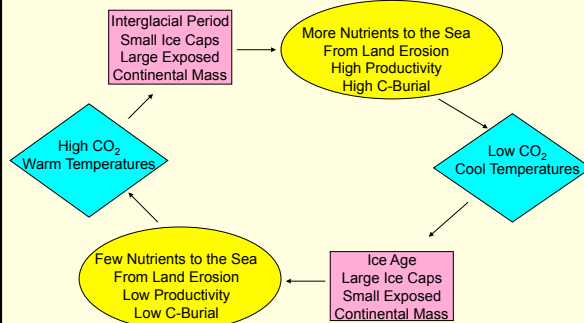 Interglacial Period
Small Ice Caps
Large Exposed
Continental Mass
More Nutrients to the Sea
From Land Erosion
High Productivity
High C-Burial
High CO₂
Warm Temperatures
Low CO₂
Cool Temperatures
Few Nutrients to the Sea
From Land Erosion
Low Productivity
Low C-Burial
Ice Age
Large Ice Caps
Small Exposed
Continental Mass